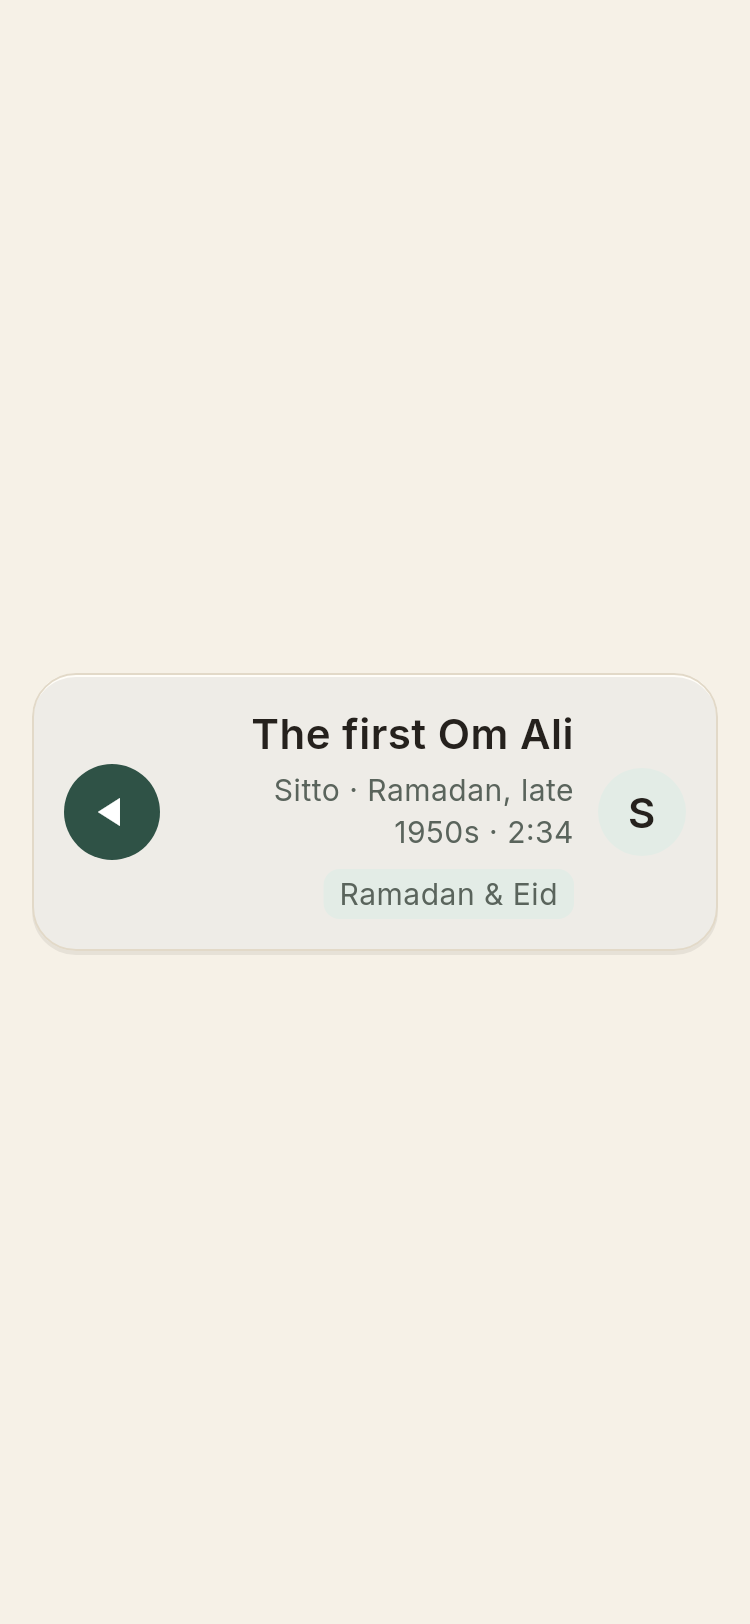 The first Om Ali
Sitto · Ramadan, late
1950s · 2:34
Ramadan & Eid
S